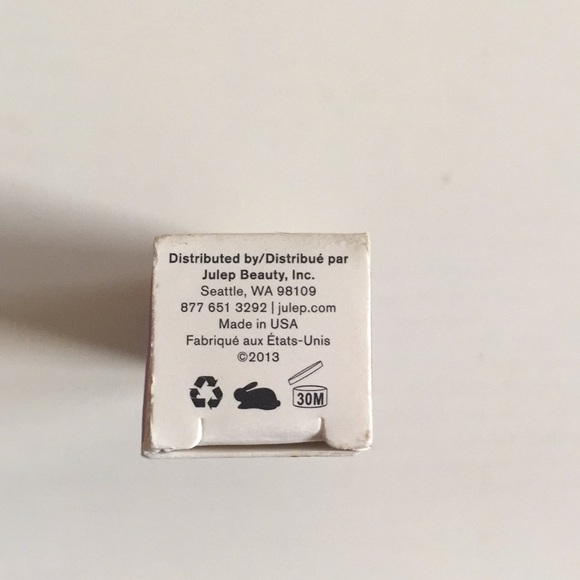 Distributed by/Distribué par
Julep Beauty, Inc.
Seattle, WA 98109
877 651 3292 | julep.com
Made in USA
Fabriqué aux États-Unis
©2013
30M